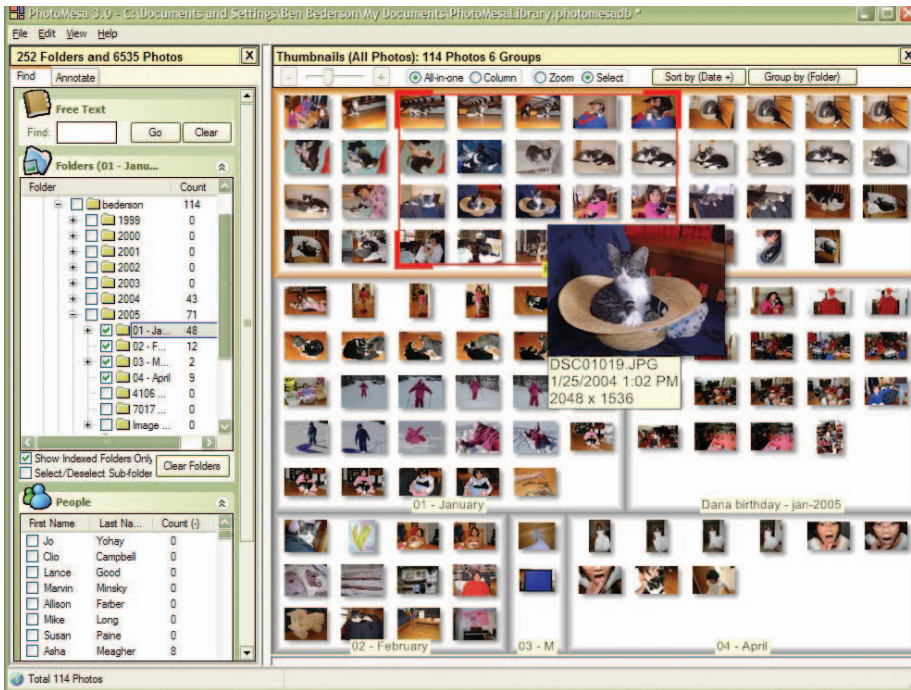 PhotoMesa 3.0 - C:\Documents and Settings\Ben Bederson\My Documents\PhotoMesaLibrary.photomesadb *
File Edit View Help
252 Folders and 6535 Photos X
Find Annotate
Free Text
Find: Go Clear
Folders (01 - Janu...
Folder Count
bederson 114
1999 0
2000 0
2001 0
2002 0
2003 0
2004 43
2005 71
01 - Ja... 48
02 - F... 12
03 - M... 2
04 - April 9
4106 ... 0
7017 ... 0
Image ... 0
Show Indexed Folders Only
Select/Deselect Sub-folder
Clear Folders
People
First Name Last Na... Count (-)
Jo Yohay 0
Clio Campbell 0
Lance Good 0
Marvin Minsky 0
Allison Farber 0
Mike Long 0
Susan Paine 0
Asha Meagher 8
Total 114 Photos
Thumbnails (All Photos): 114 Photos 6 Groups X
- + All-in-one Column Zoom Select Sort by (Date +) Group by (Folder)
DSC01019.JPG
1/25/2004 1:02 PM
2048 x 1536
01 - January
Dana birthday - jan-2005
02 - February
03 - M
04 - April